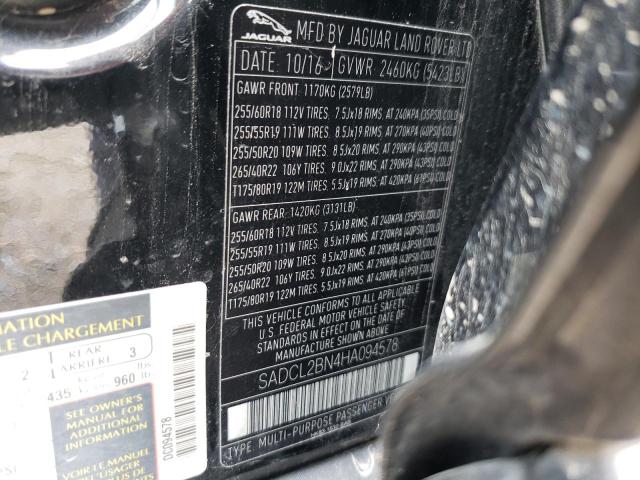 JAGUAR
MFD BY JAGUAR LAND ROVER LTD
DATE: 10/16 GVWR 2460KG (5423LB)
GAWR FRONT 1170KG (2579LB)
255/60R18 112V TIRES. 7.5Jx18 RIMS. AT 240KPA (35PSI) COLD
255/55R19 111W TIRES. 8.5Jx19 RIMS. AT 270KPA (40PSI) COLD
255/50R20 109W TIRES. 8.5Jx20 RIMS. AT 290KPA (43PSI) COLD
265/40R22 106Y TIRES. 9.0Jx22 RIMS. AT 290KPA (43PSI) COLD
T175/80R19 122M TIRES. 5.5Jx19 RIMS. AT 420KPA (61PSI) COLD
GAWR REAR: 1420KG (3131LB)
255/60R18 112V TIRES. 7.5Jx18 RIMS. AT 240KPA (35PSI) COLD
255/55R19 111W TIRES. 8.5Jx19 RIMS. AT 270KPA (40PSI) COLD
255/50R20 109W TIRES. 8.5Jx20 RIMS. AT 290KPA (43PSI) COLD
265/40R22 106Y TIRES. 9.0Jx22 RIMS. AT 290KPA (43PSI) COLD
T175/80R19 122M TIRES. 5.5Jx19 RIMS. AT 420KPA (61PSI) COLD
THIS VEHICLE CONFORMS TO ALL APPLICABLE
U.S. FEDERAL MOTOR VEHICLE SAFETY STANDARDS
IN EFFECT ON THE DATE OF
MANUFACTURE SHOWN ABOVE.
SADCL2BN4HA094578
TYPE: MULTI-PURPOSE PASSENGER
MATION
LE CHARGEMENT
2 1 REAR 3
1 ARRIÈRE
435 960 lbs
SEE OWNER'S
MANUAL FOR
ADDITIONAL
INFORMATION
VOIR LE MANUEL
L'USAGER
0C094578